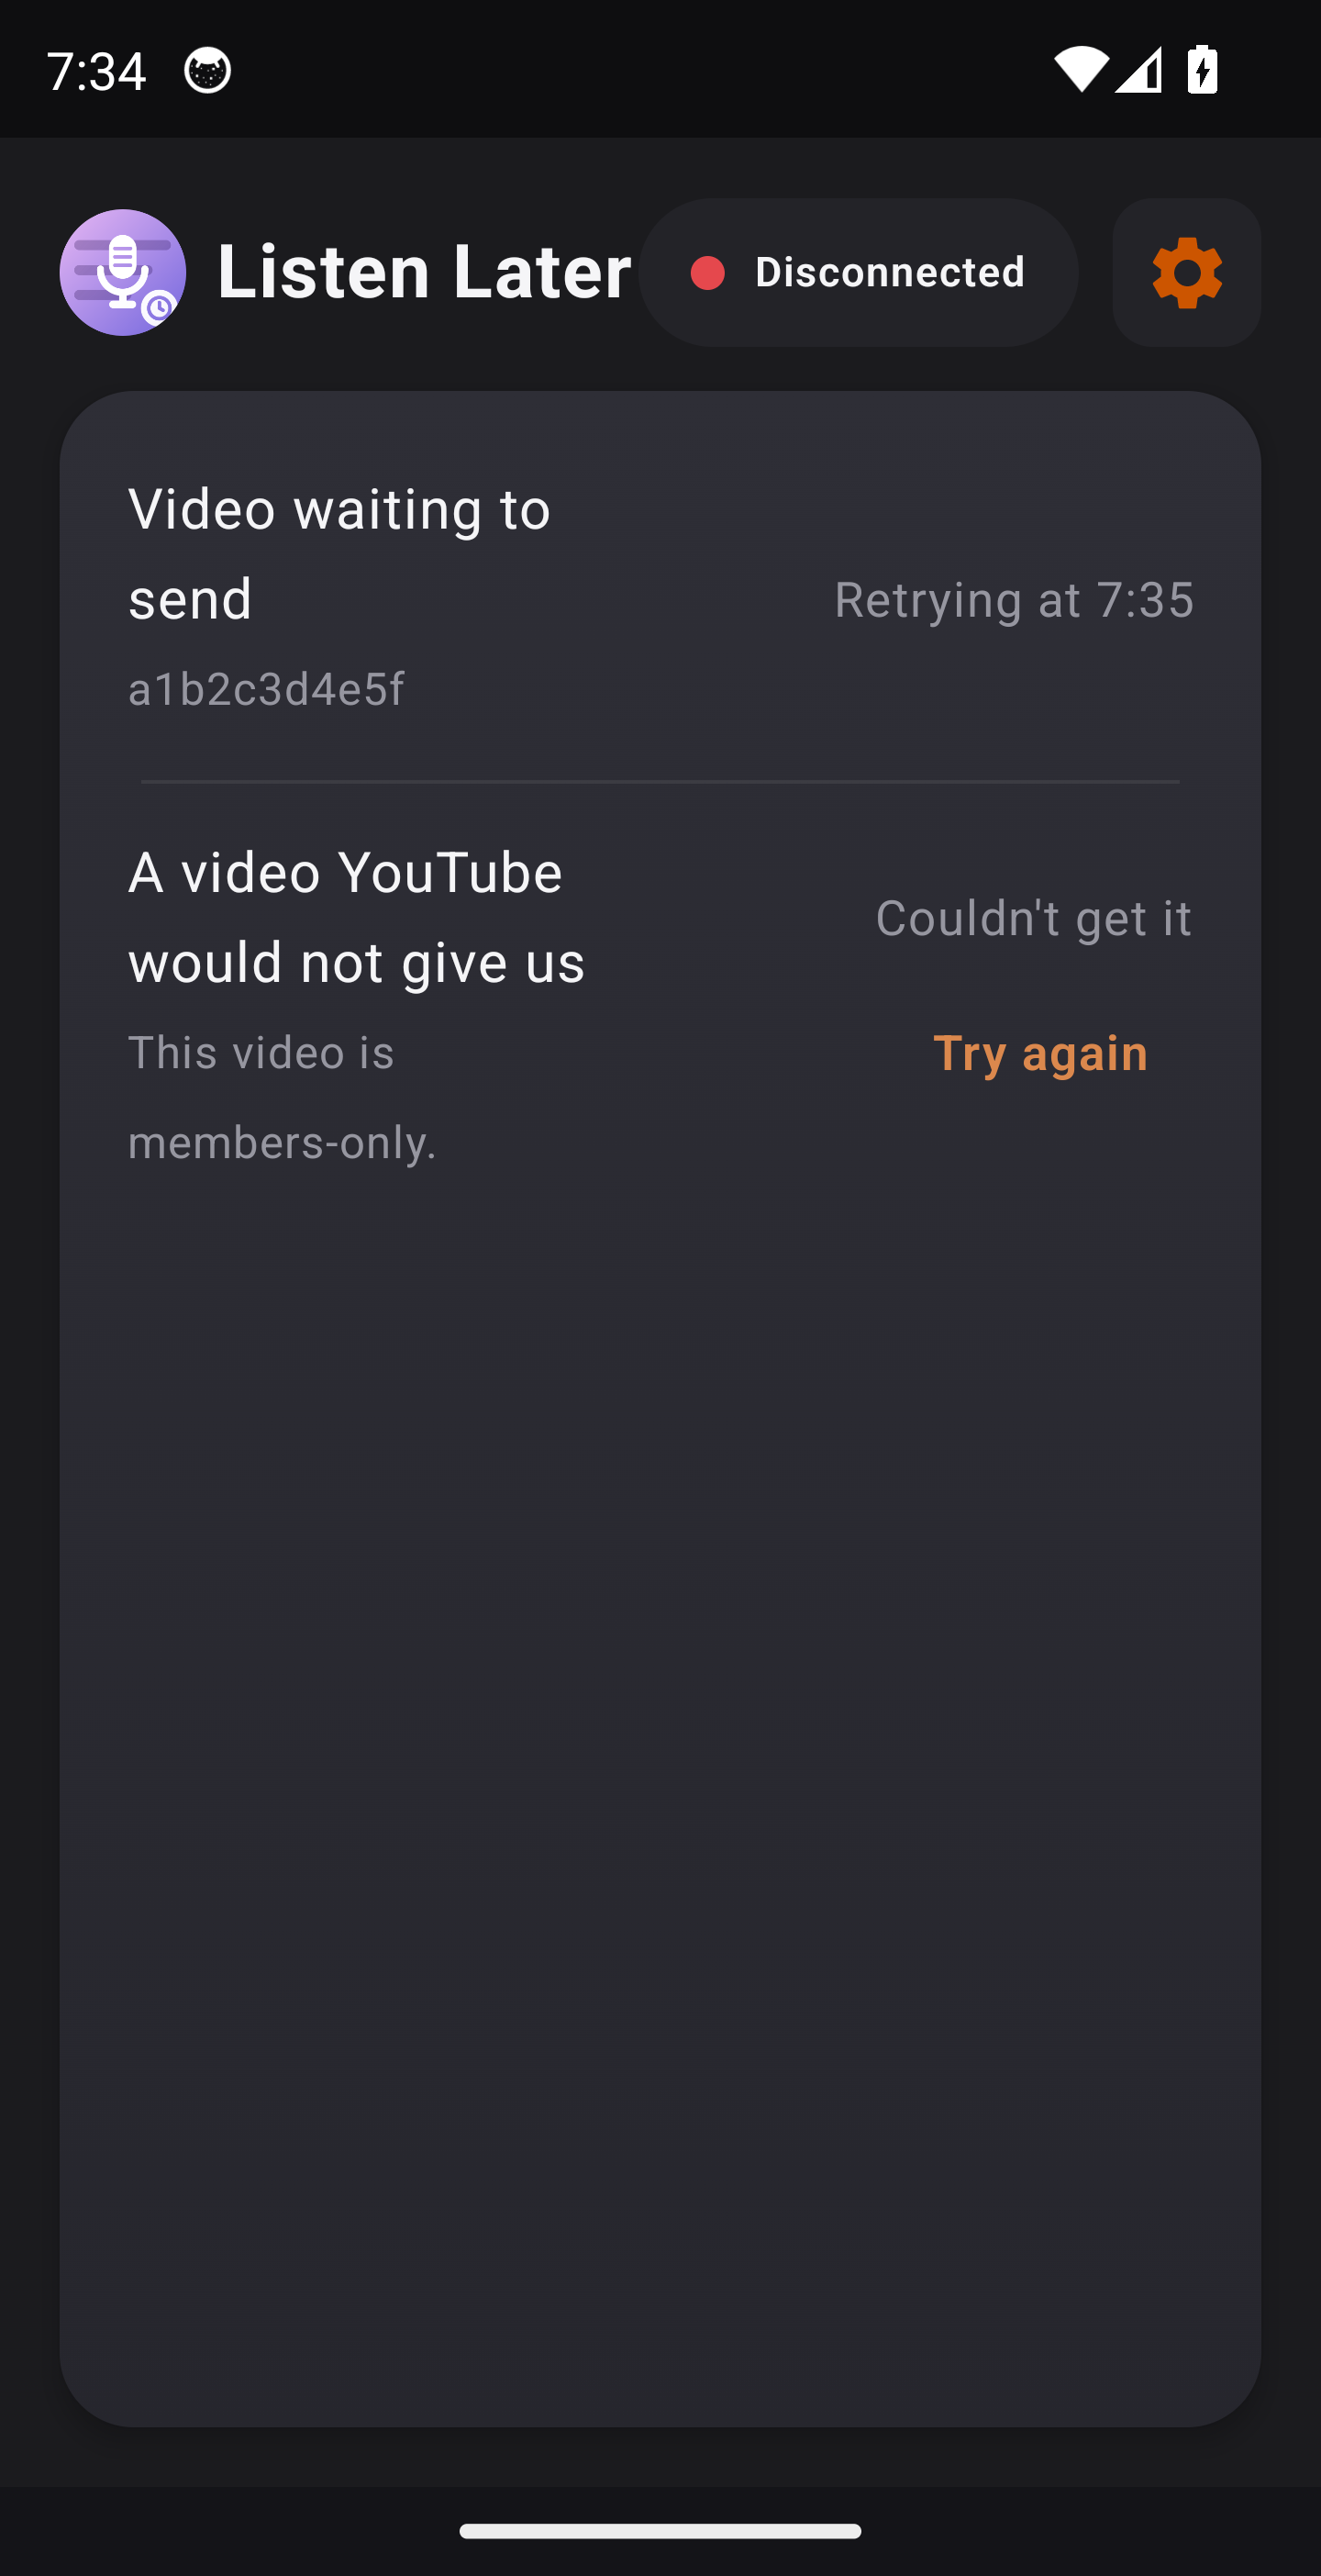 7:34
Listen Later
Disconnected
Video waiting to
send
Retrying at 7:35
a1b2c3d4e5f
A video YouTube
would not give us
Couldn't get it
This video is
members-only.
Try again